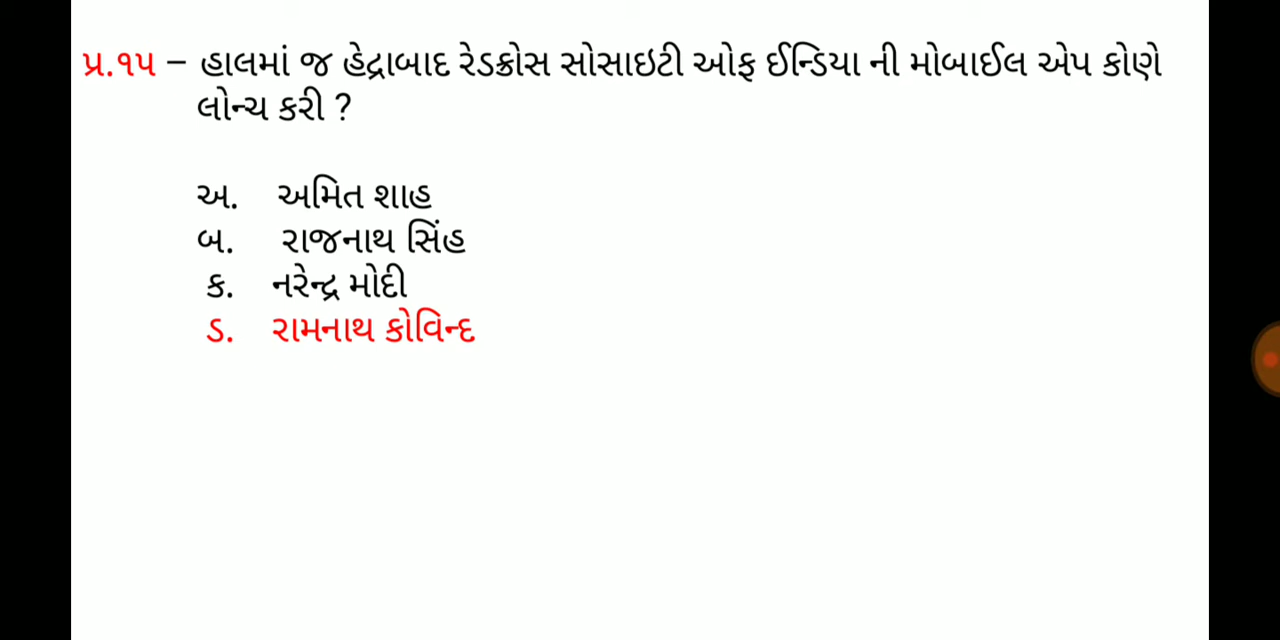 પ્ર.૧૫ – હાલમાં જ હેદ્રાબાદ રેડક્રોસ સોસાઇટી ઓફ ઈન્ડિયા ની મોબાઈલ એપ કોણે
લોન્ચ કરી ?
અ. અમિત શાહ
બ. રાજનાથ સિંહ
ક. નરેન્દ્ર મોદી
ડ. રામનાથ કોવિન્દ